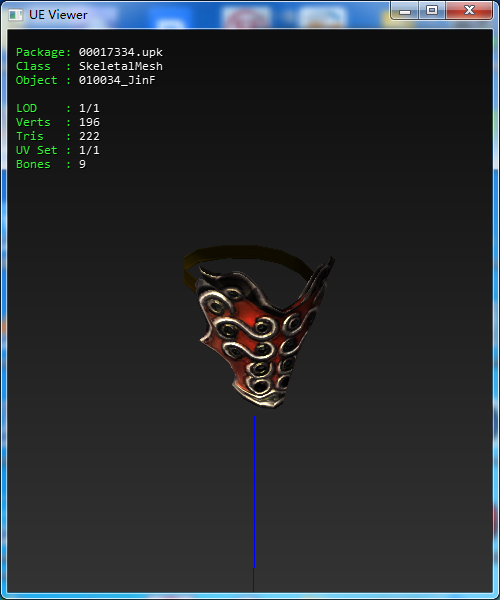 UE Viewer
Package: 00017334.upk
Class : SkeletalMesh
Object : 010034_JinF
LOD : 1/1
Verts : 196
Tris : 222
UV Set : 1/1
Bones : 9